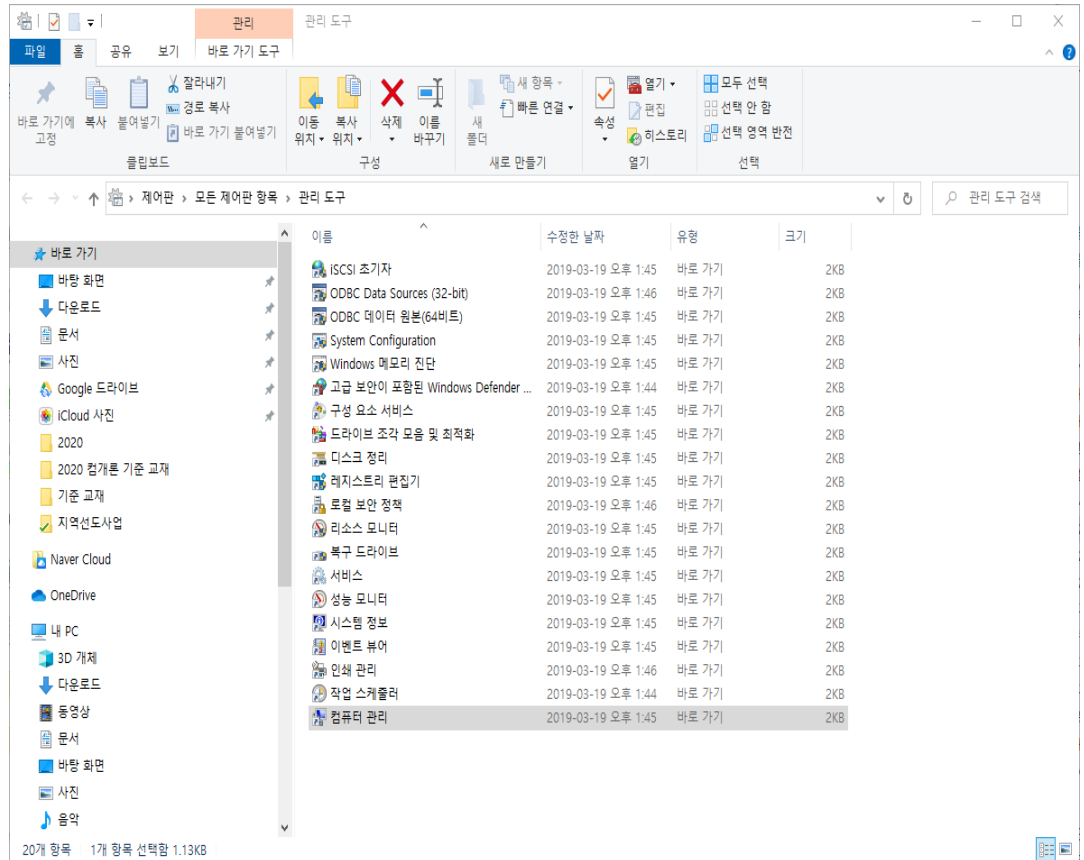 관리
관리 도구
파일 홈 공유 보기 바로 가기 도구
바로 가기에 고정
복사
붙여넣기
잘라내기
경로 복사
바로 가기 붙여넣기
클립보드
이동 위치
복사 위치
삭제
이름 바꾸기
구성
새 폴더
새 항목
빠른 연결
새로 만들기
속성
열기
편집
히스토리
열기
모두 선택
선택 안 함
선택 영역 반전
선택
제어판 › 모든 제어판 항목 › 관리 도구
관리 도구 검색
바로 가기
바탕 화면
다운로드
문서
사진
Google 드라이브
iCloud 사진
2020
2020 컴개론 기준 교재
기준 교재
지역선도사업
Naver Cloud
OneDrive
내 PC
3D 개체
다운로드
동영상
문서
바탕 화면
사진
음악
이름 수정한 날짜 유형 크기
iSCSI 초기자 2019-03-19 오후 1:45 바로 가기 2KB
ODBC Data Sources (32-bit) 2019-03-19 오후 1:46 바로 가기 2KB
ODBC 데이터 원본(64비트) 2019-03-19 오후 1:45 바로 가기 2KB
System Configuration 2019-03-19 오후 1:45 바로 가기 2KB
Windows 메모리 진단 2019-03-19 오후 1:45 바로 가기 2KB
고급 보안이 포함된 Windows Defender ... 2019-03-19 오후 1:44 바로 가기 2KB
구성 요소 서비스 2019-03-19 오후 1:45 바로 가기 2KB
드라이브 조각 모음 및 최적화 2019-03-19 오후 1:45 바로 가기 2KB
디스크 정리 2019-03-19 오후 1:45 바로 가기 2KB
레지스트리 편집기 2019-03-19 오후 1:45 바로 가기 2KB
로컬 보안 정책 2019-03-19 오후 1:46 바로 가기 2KB
리소스 모니터 2019-03-19 오후 1:45 바로 가기 2KB
복구 드라이브 2019-03-19 오후 1:45 바로 가기 2KB
서비스 2019-03-19 오후 1:45 바로 가기 2KB
성능 모니터 2019-03-19 오후 1:45 바로 가기 2KB
시스템 정보 2019-03-19 오후 1:45 바로 가기 2KB
이벤트 뷰어 2019-03-19 오후 1:45 바로 가기 2KB
인쇄 관리 2019-03-19 오후 1:46 바로 가기 2KB
작업 스케줄러 2019-03-19 오후 1:44 바로 가기 2KB
컴퓨터 관리 2019-03-19 오후 1:45 바로 가기 2KB
20개 항목 1개 항목 선택함 1.13KB